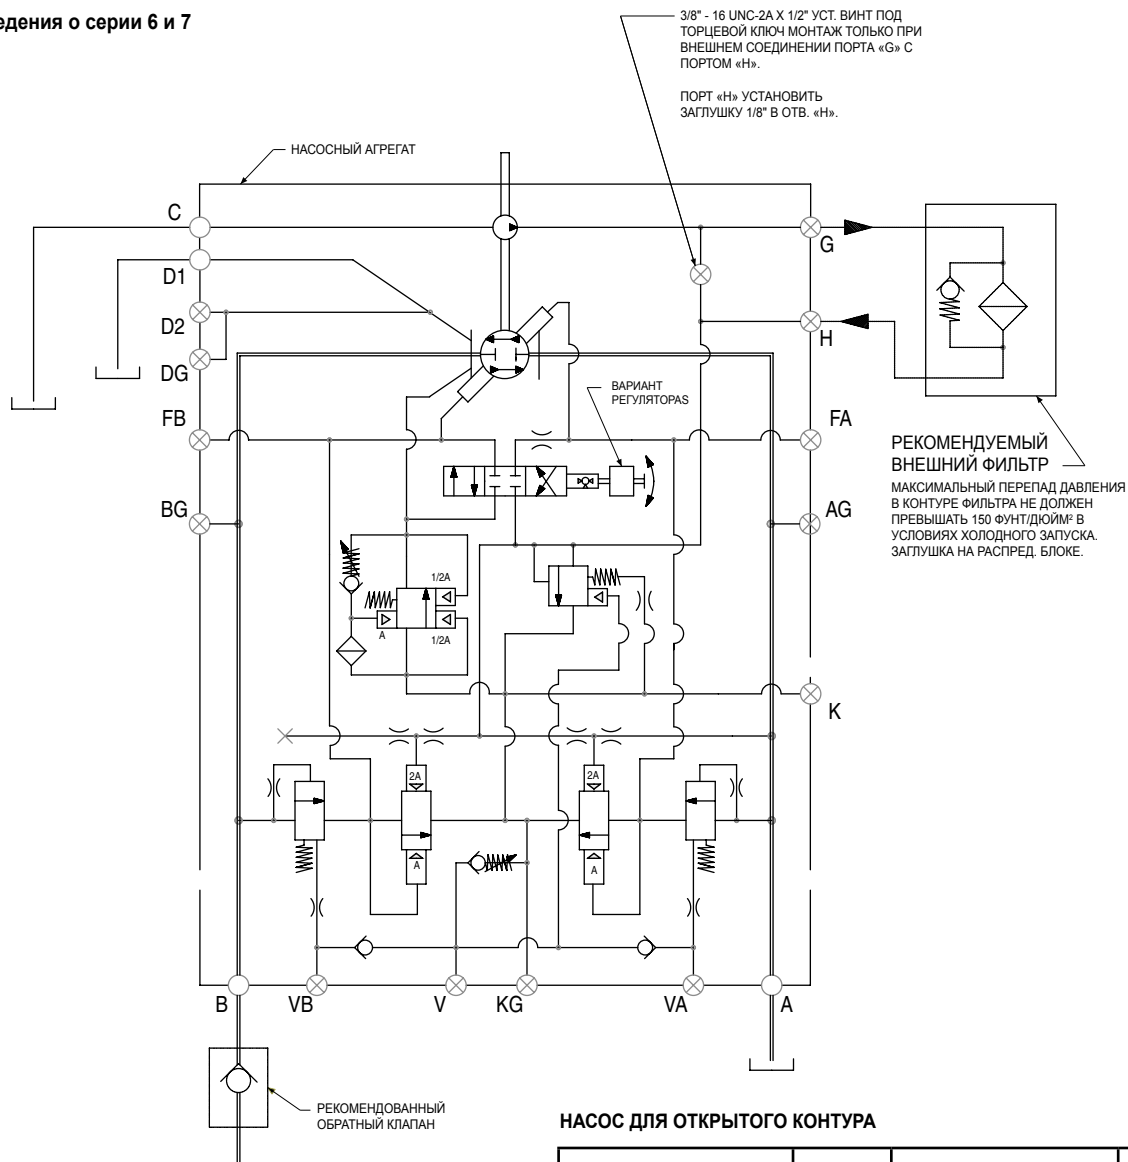 едения о серии 6 и 7
3/8" - 16 UNC-2A X 1/2" УСТ. ВИНТ ПОД
ТОРЦЕВОЙ КЛЮЧ МОНТАЖ ТОЛЬКО ПРИ
ВНЕШНЕМ СОЕДИНЕНИИ ПОРТА «G» С
ПОРТОМ «H».
ПОРТ «H» УСТАНОВИТЬ
ЗАГЛУШКУ 1/8" В ОТВ. «H».
НАСОСНЫЙ АГРЕГАТ
C
G
D1
D2
H
DG
ВАРИАНТ
РЕГУЛЯТОРАS
FB
FA
РЕКОМЕНДУЕМЫЙ
ВНЕШНИЙ ФИЛЬТР
МАКСИМАЛЬНЫЙ ПЕРЕПАД ДАВЛЕНИЯ
В КОНТУРЕ ФИЛЬТРА НЕ ДОЛЖЕН
ПРЕВЫШАТЬ 150 ФУНТ/ДЮЙМ² В
УСЛОВИЯХ ХОЛОДНОГО ЗАПУСКА.
ЗАГЛУШКА НА РАСПРЕД. БЛОКЕ.
BG
AG
1/2A
A
1/2A
K
2A
2A
A
A
B
VB
V
KG
VA
A
РЕКОМЕНДОВАННЫЙ
ОБРАТНЫЙ КЛАПАН
НАСОС ДЛЯ ОТКРЫТОГО КОНТУРА